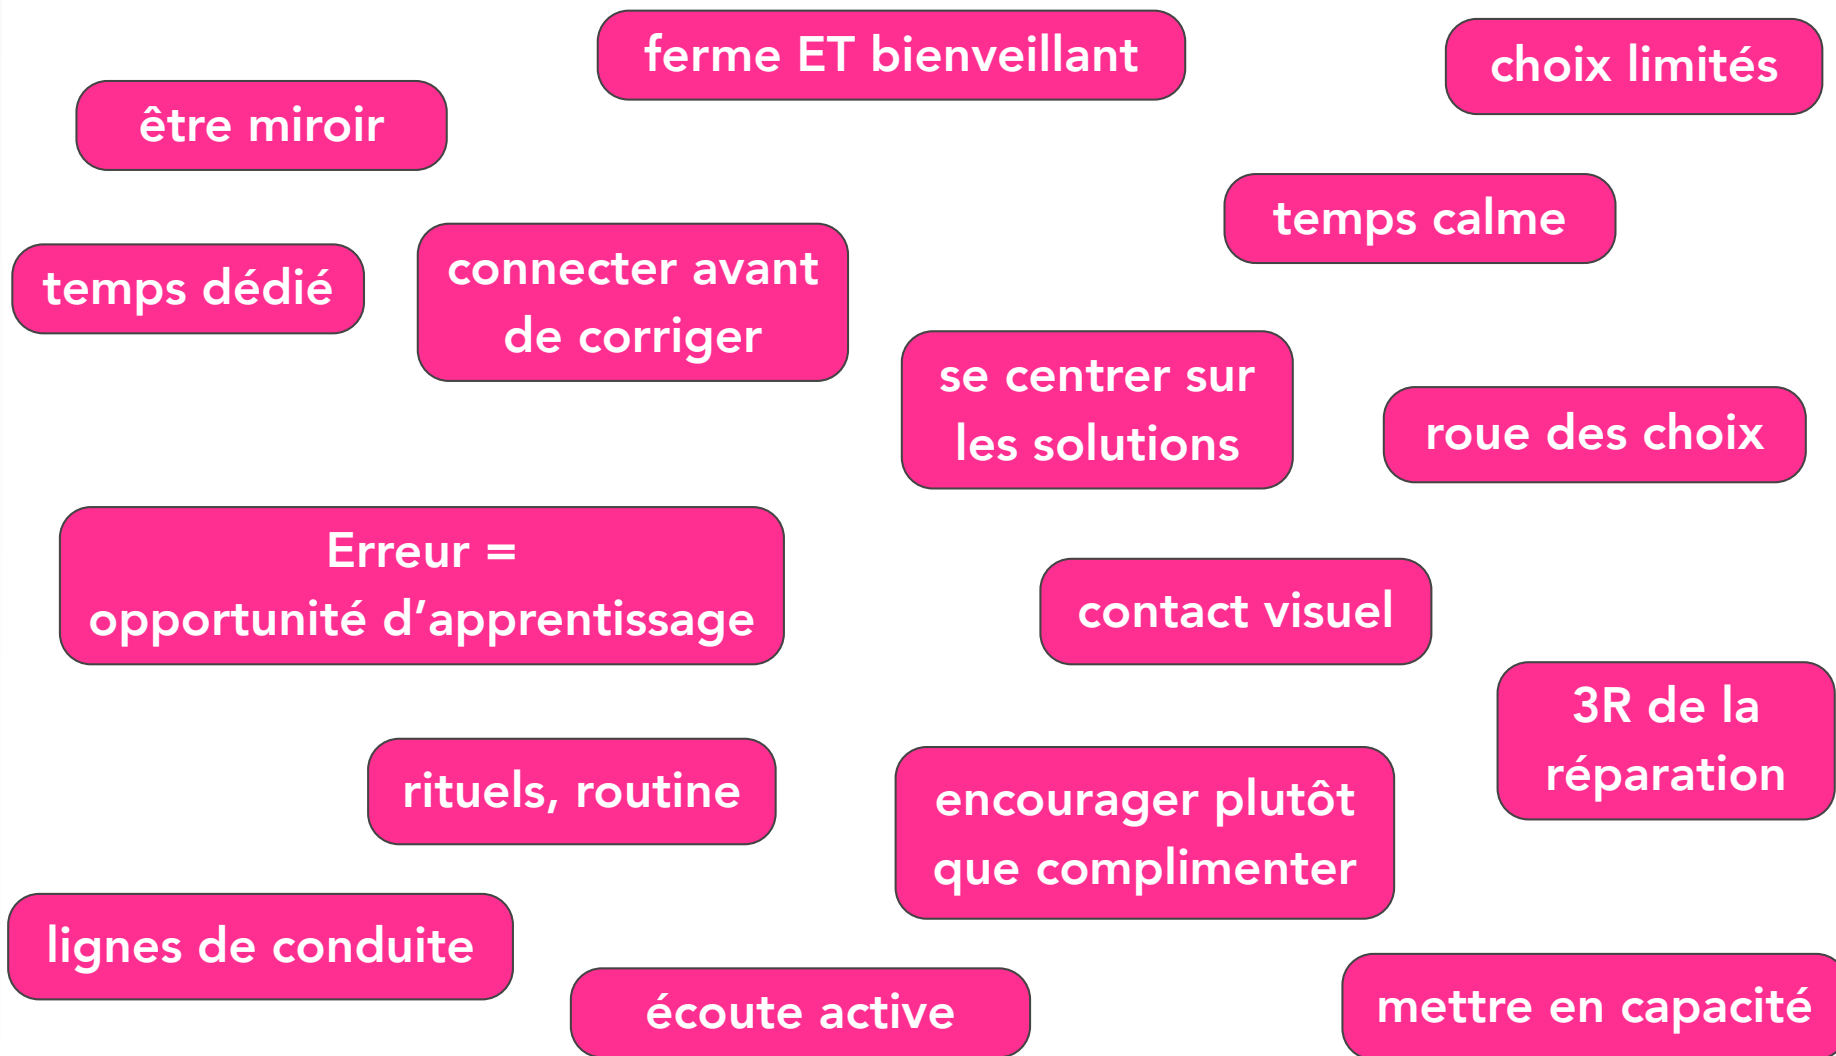 ferme ET bienveillant
choix limités
être miroir
temps calme
temps dédié
connecter avant
de corriger
se centrer sur
les solutions
roue des choix
Erreur =
opportunité d’apprentissage
contact visuel
3R de la
réparation
rituels, routine
encourager plutôt
que complimenter
lignes de conduite
écoute active
mettre en capacité